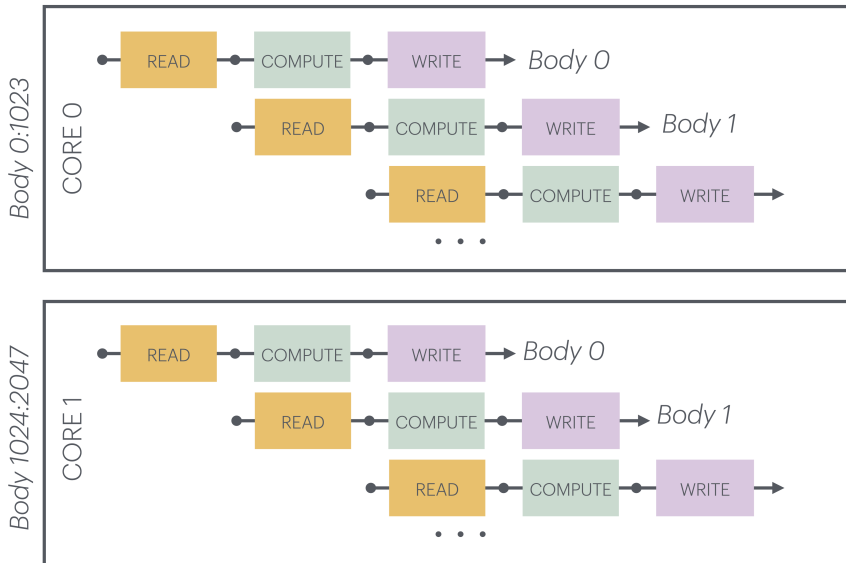 Body 0:1023
CORE 0
READ COMPUTE WRITE Body 0
READ COMPUTE WRITE Body 1
READ COMPUTE WRITE
. . .
Body 1024:2047
CORE 1
READ COMPUTE WRITE Body 0
READ COMPUTE WRITE Body 1
READ COMPUTE WRITE
. . .